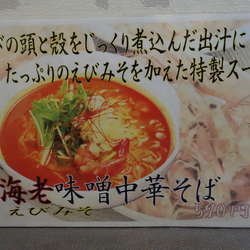 びの頭と殻をじっくり煮込んだ出汁に
たっぷりのえびみそを加えた特製ス
海老味噌中華そば
えびみそ